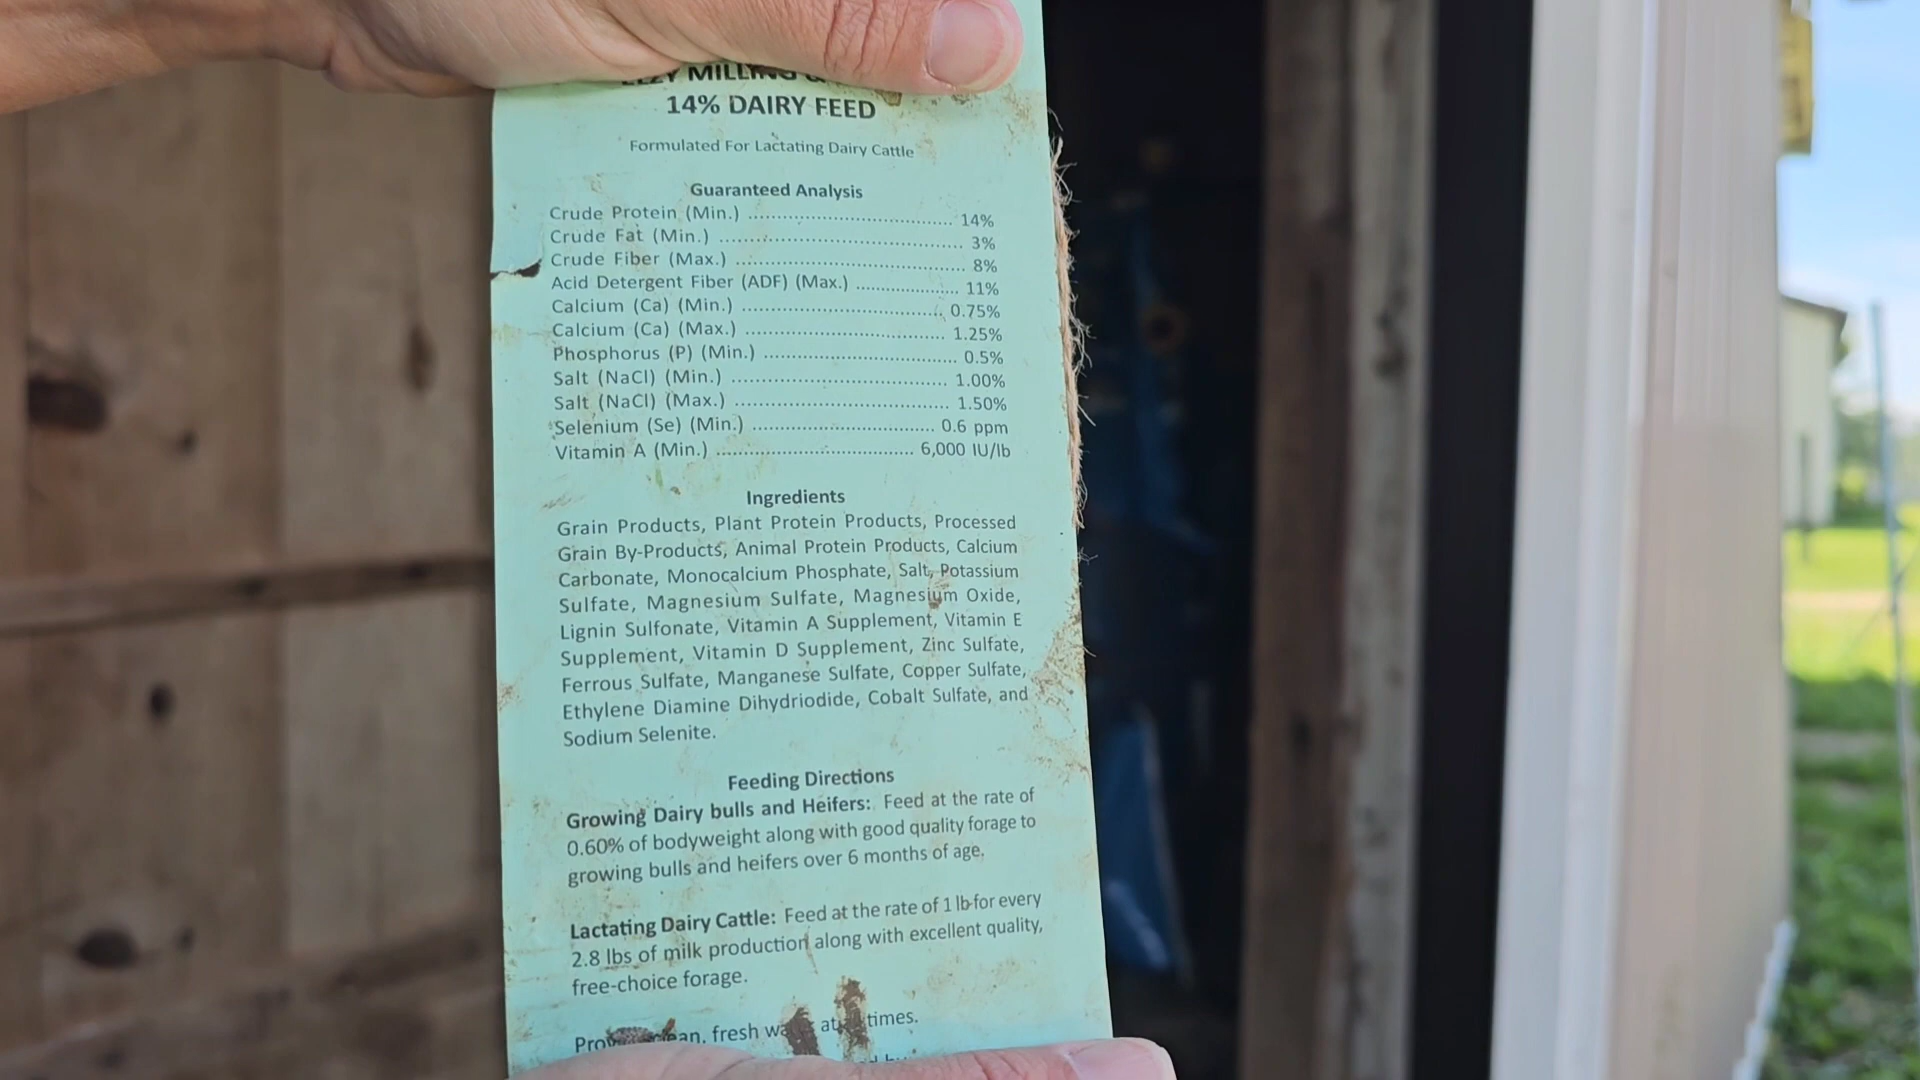 MILLING
14% DAIRY FEED
Formulated For Lactating Dairy Cattle
Guaranteed Analysis
Crude Protein (Min.) ........................................ 14%
Crude Fat (Min.) ............................................... 3%
Crude Fiber (Max.) ............................................ 8%
Acid Detergent Fiber (ADF) (Max.) .................... 11%
Calcium (Ca) (Min.) ....................................... 0.75%
Calcium (Ca) (Max.) ....................................... 1.25%
Phosphorus (P) (Min.) ...................................... 0.5%
Salt (NaCl) (Min.) .......................................... 1.00%
Salt (NaCl) (Max.) .......................................... 1.50%
Selenium (Se) (Min.) .................................... 0.6 ppm
Vitamin A (Min.) ...................................... 6,000 IU/lb
Ingredients
Grain Products, Plant Protein Products, Processed
Grain By-Products, Animal Protein Products, Calcium
Carbonate, Monocalcium Phosphate, Salt, Potassium
Sulfate, Magnesium Sulfate, Magnesium Oxide,
Lignin Sulfonate, Vitamin A Supplement, Vitamin E
Supplement, Vitamin D Supplement, Zinc Sulfate,
Ferrous Sulfate, Manganese Sulfate, Copper Sulfate,
Ethylene Diamine Dihydriodide, Cobalt Sulfate, and
Sodium Selenite.
Feeding Directions
Growing Dairy bulls and Heifers: Feed at the rate of
0.60% of bodyweight along with good quality forage to
growing bulls and heifers over 6 months of age.
Lactating Dairy Cattle: Feed at the rate of 1 lb for every
2.8 lbs of milk production along with excellent quality,
free-choice forage.
fresh at times.